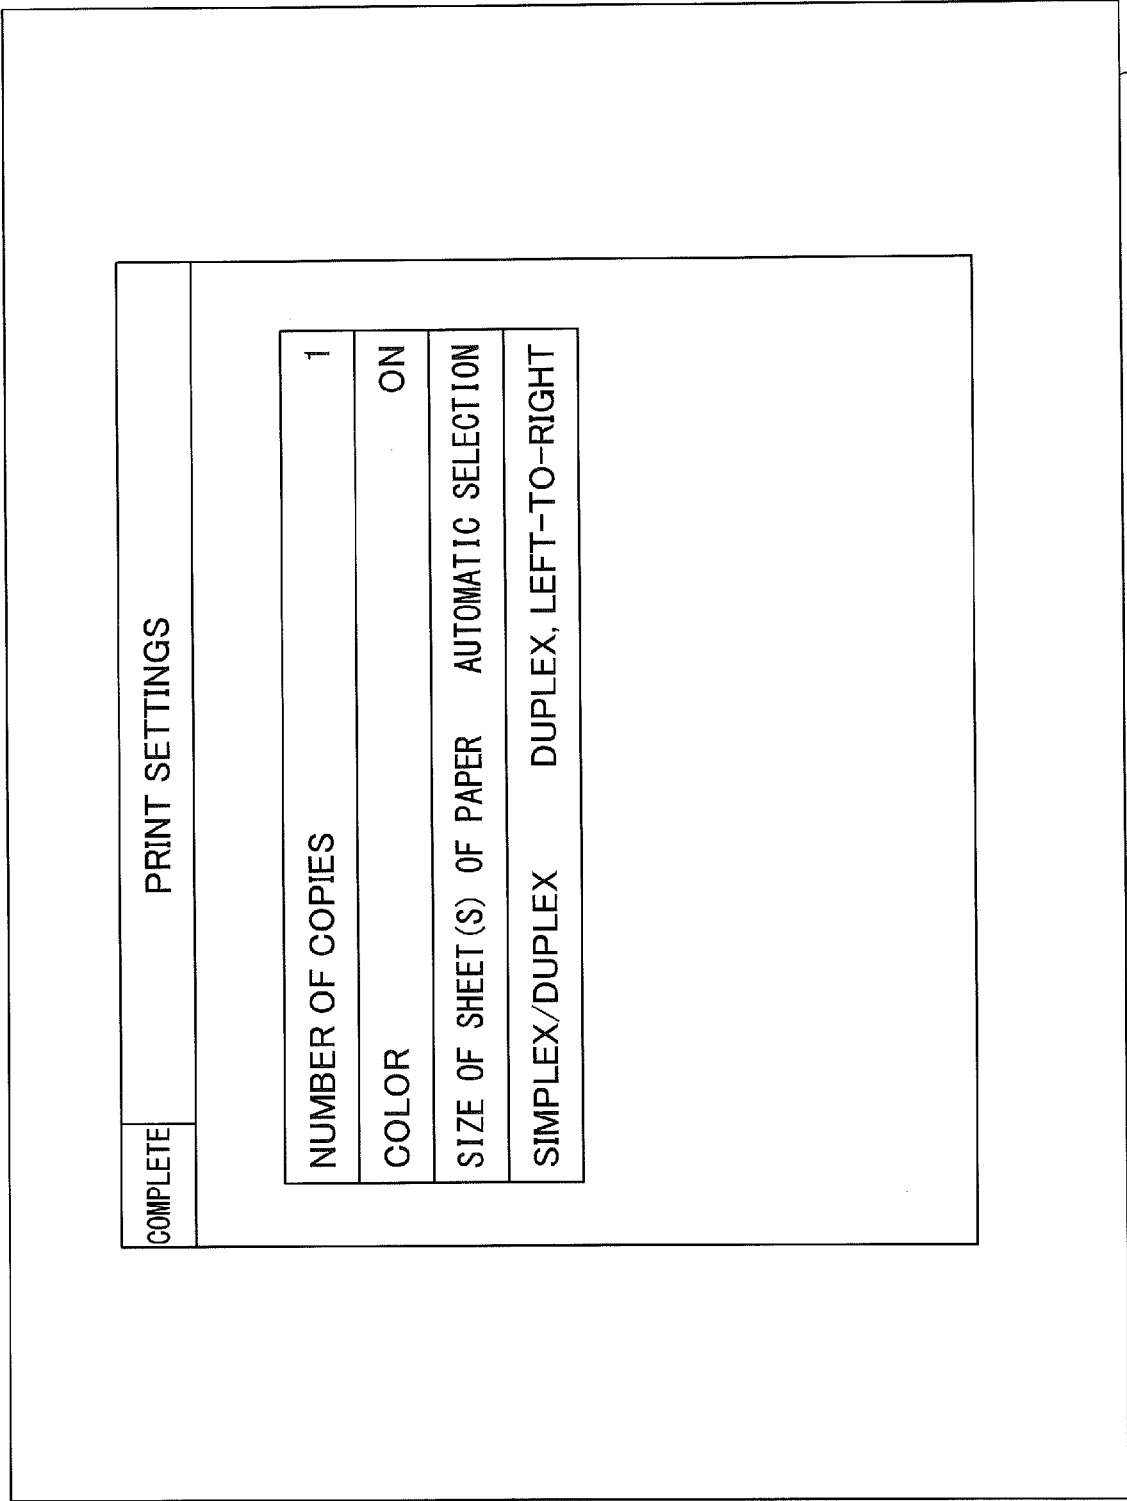 COMPLETE PRINT SETTINGS
NUMBER OF COPIES 1
COLOR ON
SIZE OF SHEET(S) OF PAPER AUTOMATIC SELECTION
SIMPLEX/DUPLEX DUPLEX, LEFT-TO-RIGHT